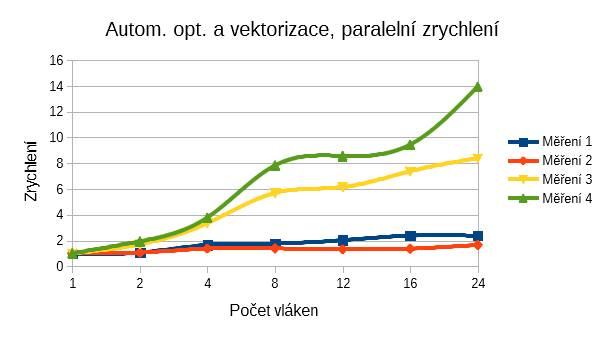 Autom. opt. a vektorizace, paralelní zrychlení
16
14
12
10
8
6
4
2
0
Zrychlení
1 2 4 8 12 16 24
Počet vláken
Měření 1
Měření 2
Měření 3
Měření 4